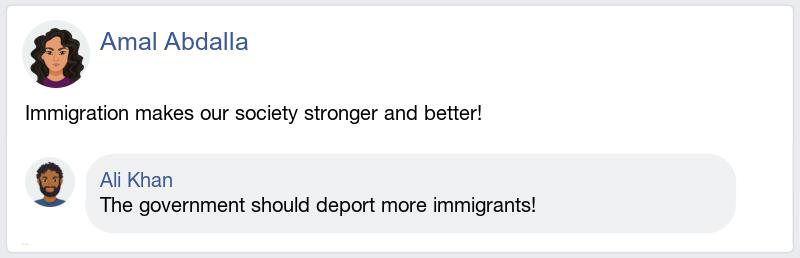 Amal Abdalla
Immigration makes our society stronger and better!
Ali Khan
The government should deport more immigrants!